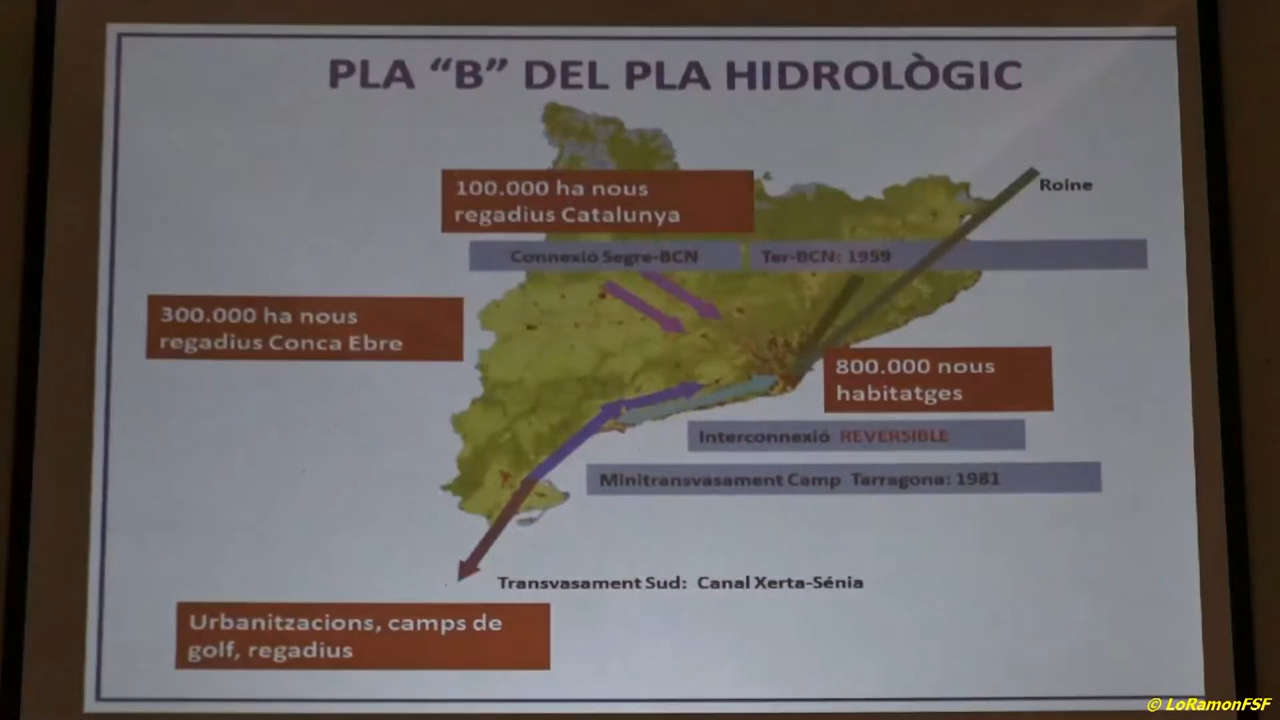 PLA “B” DEL PLA HIDROLÒGIC
100.000 ha nous
regadius Catalunya
Roine
Connexió Segre-BCN
Ter-BCN: 1959
300.000 ha nous
regadius Conca Ebre
800.000 nous
habitatges
Interconnexió REVERSIBLE
Minitransvasament Camp Tarragona: 1981
Transvasament Sud: Canal Xerta-Sénia
Urbanitzacions, camps de
golf, regadius
© LoRamonFSF